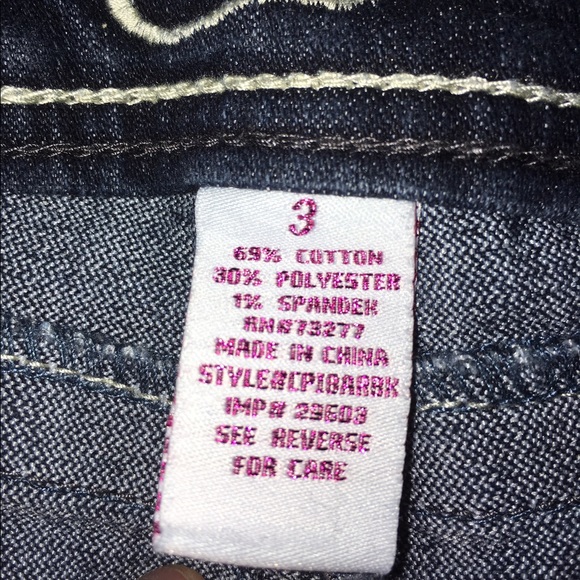 3
69% COTTON
30% POLYESTER
1% SPANDEX
RN#73277
MADE IN CHINA
STYLE#CP18ARBK
IMP# 29603
SEE REVERSE
FOR CARE